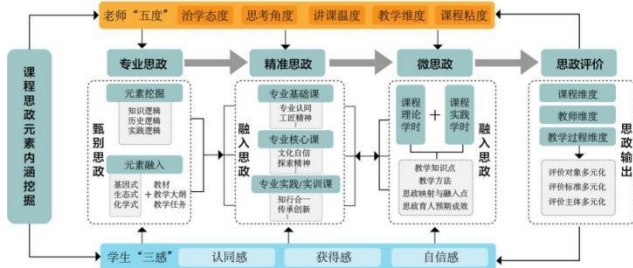 老师“五度” 治学态度 思考角度 讲课温度 教学维度 课程粘度
课程思政元素内涵挖掘
专业思政
精准思政
微思政
思政评价
甄别思政
元素挖掘
知识逻辑
历史逻辑
实践逻辑
元素融入
基因式
生态式
化学式
+
教材
教学大纲
教学任务
融入思政
专业基础课
专业认同
工匠精神
专业核心课
文化自信
探索精神
专业实践/实训课
知行合一
传承创新
融入思政
课程理论学时
+
课程实践学时
教学知识点
教学方法
思政映射与融入点
思政育人预期成效
课程维度
教师维度
教学过程维度
评价对象多元化
评价标准多元化
评价主体多元化
思政输出
学生“三感” 认同感 获得感 自信感